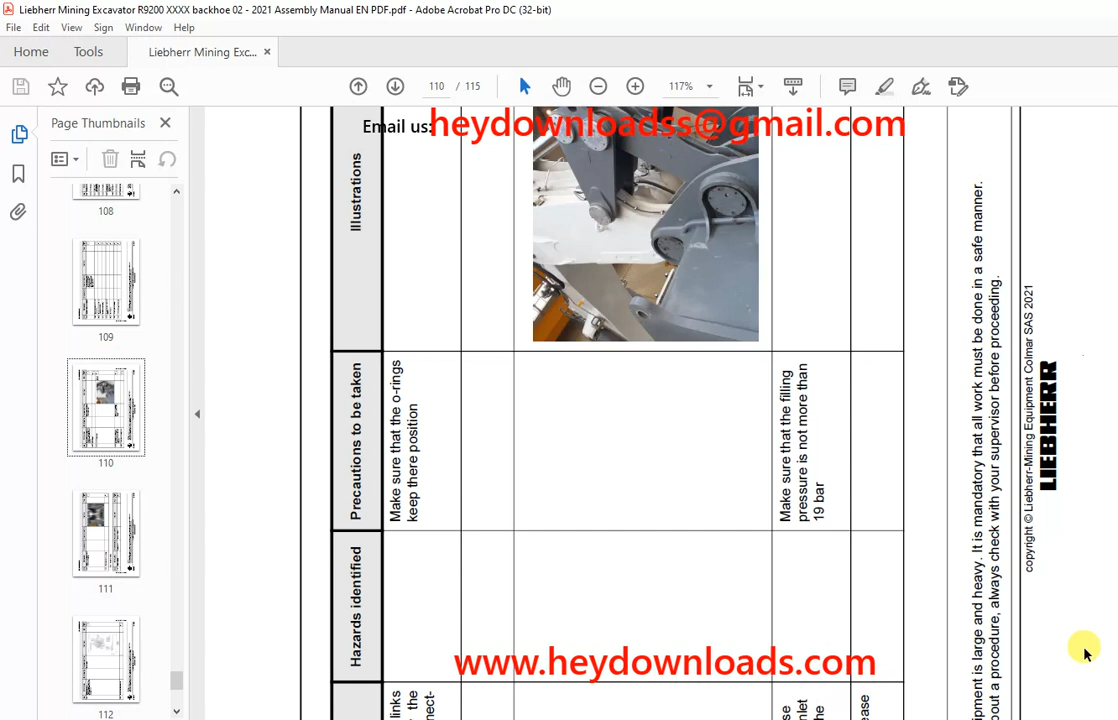 Liebherr Mining Excavator R9200 XXXX backhoe 02 - 2021 Assembly Manual EN PDF.pdf - Adobe Acrobat Pro DC (32-bit)
File Edit View Sign Window Help
Home Tools Liebherr Mining Exc... ×
110 / 115 117%
Page Thumbnails
108
109
110
111
112
Email us: heydownloadss@gmail.com
Illustrations
Precautions to be taken
Make sure that the o-rings
keep there position
Make sure that the filling
pressure is not more than
19 bar
Hazards identified
www.heydownloads.com
links
the
nect-
the
ipment is large and heavy. It is mandatory that all work must be done in a safe manner.
out a procedure, always check with your supervisor before proceeding.
copyright © Liebherr-Mining Equipment Colmar SAS 2021
LIEBHERR